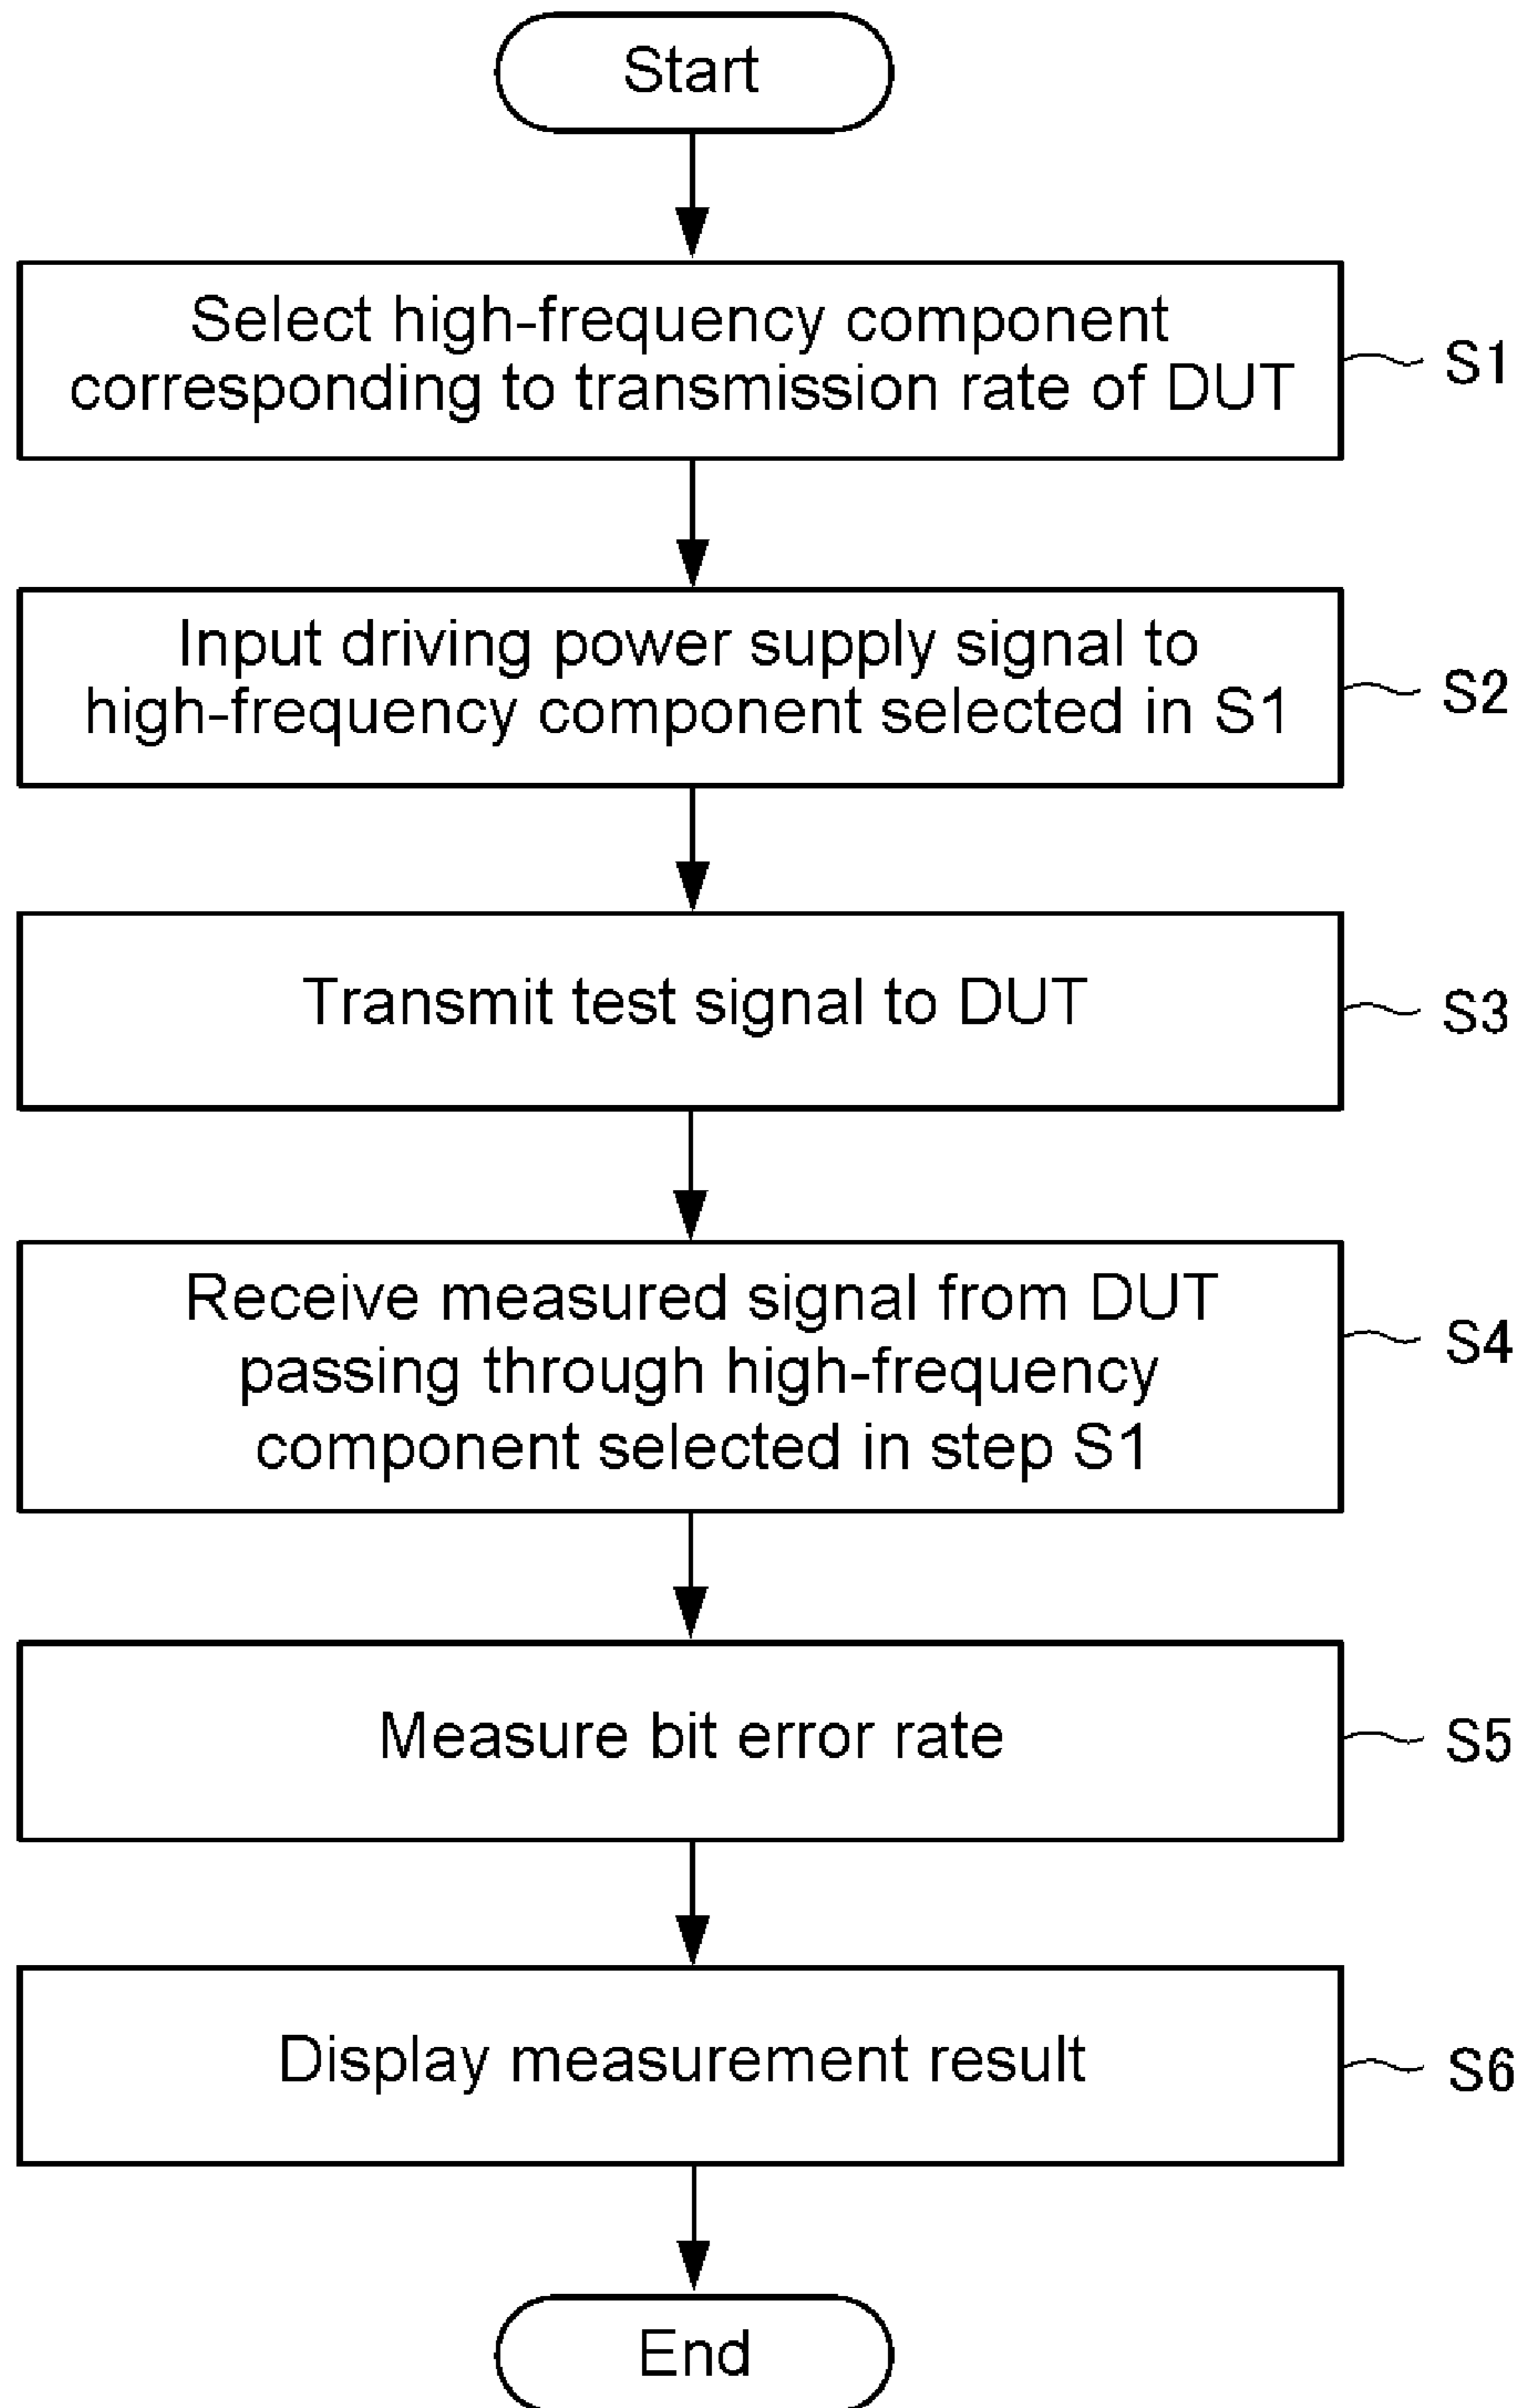 Start
Select high-frequency component
corresponding to transmission rate of DUT
S1
Input driving power supply signal to
high-frequency component selected in S1
S2
Transmit test signal to DUT
S3
Receive measured signal from DUT
passing through high-frequency
component selected in step S1
S4
Measure bit error rate
S5
Display measurement result
S6
End